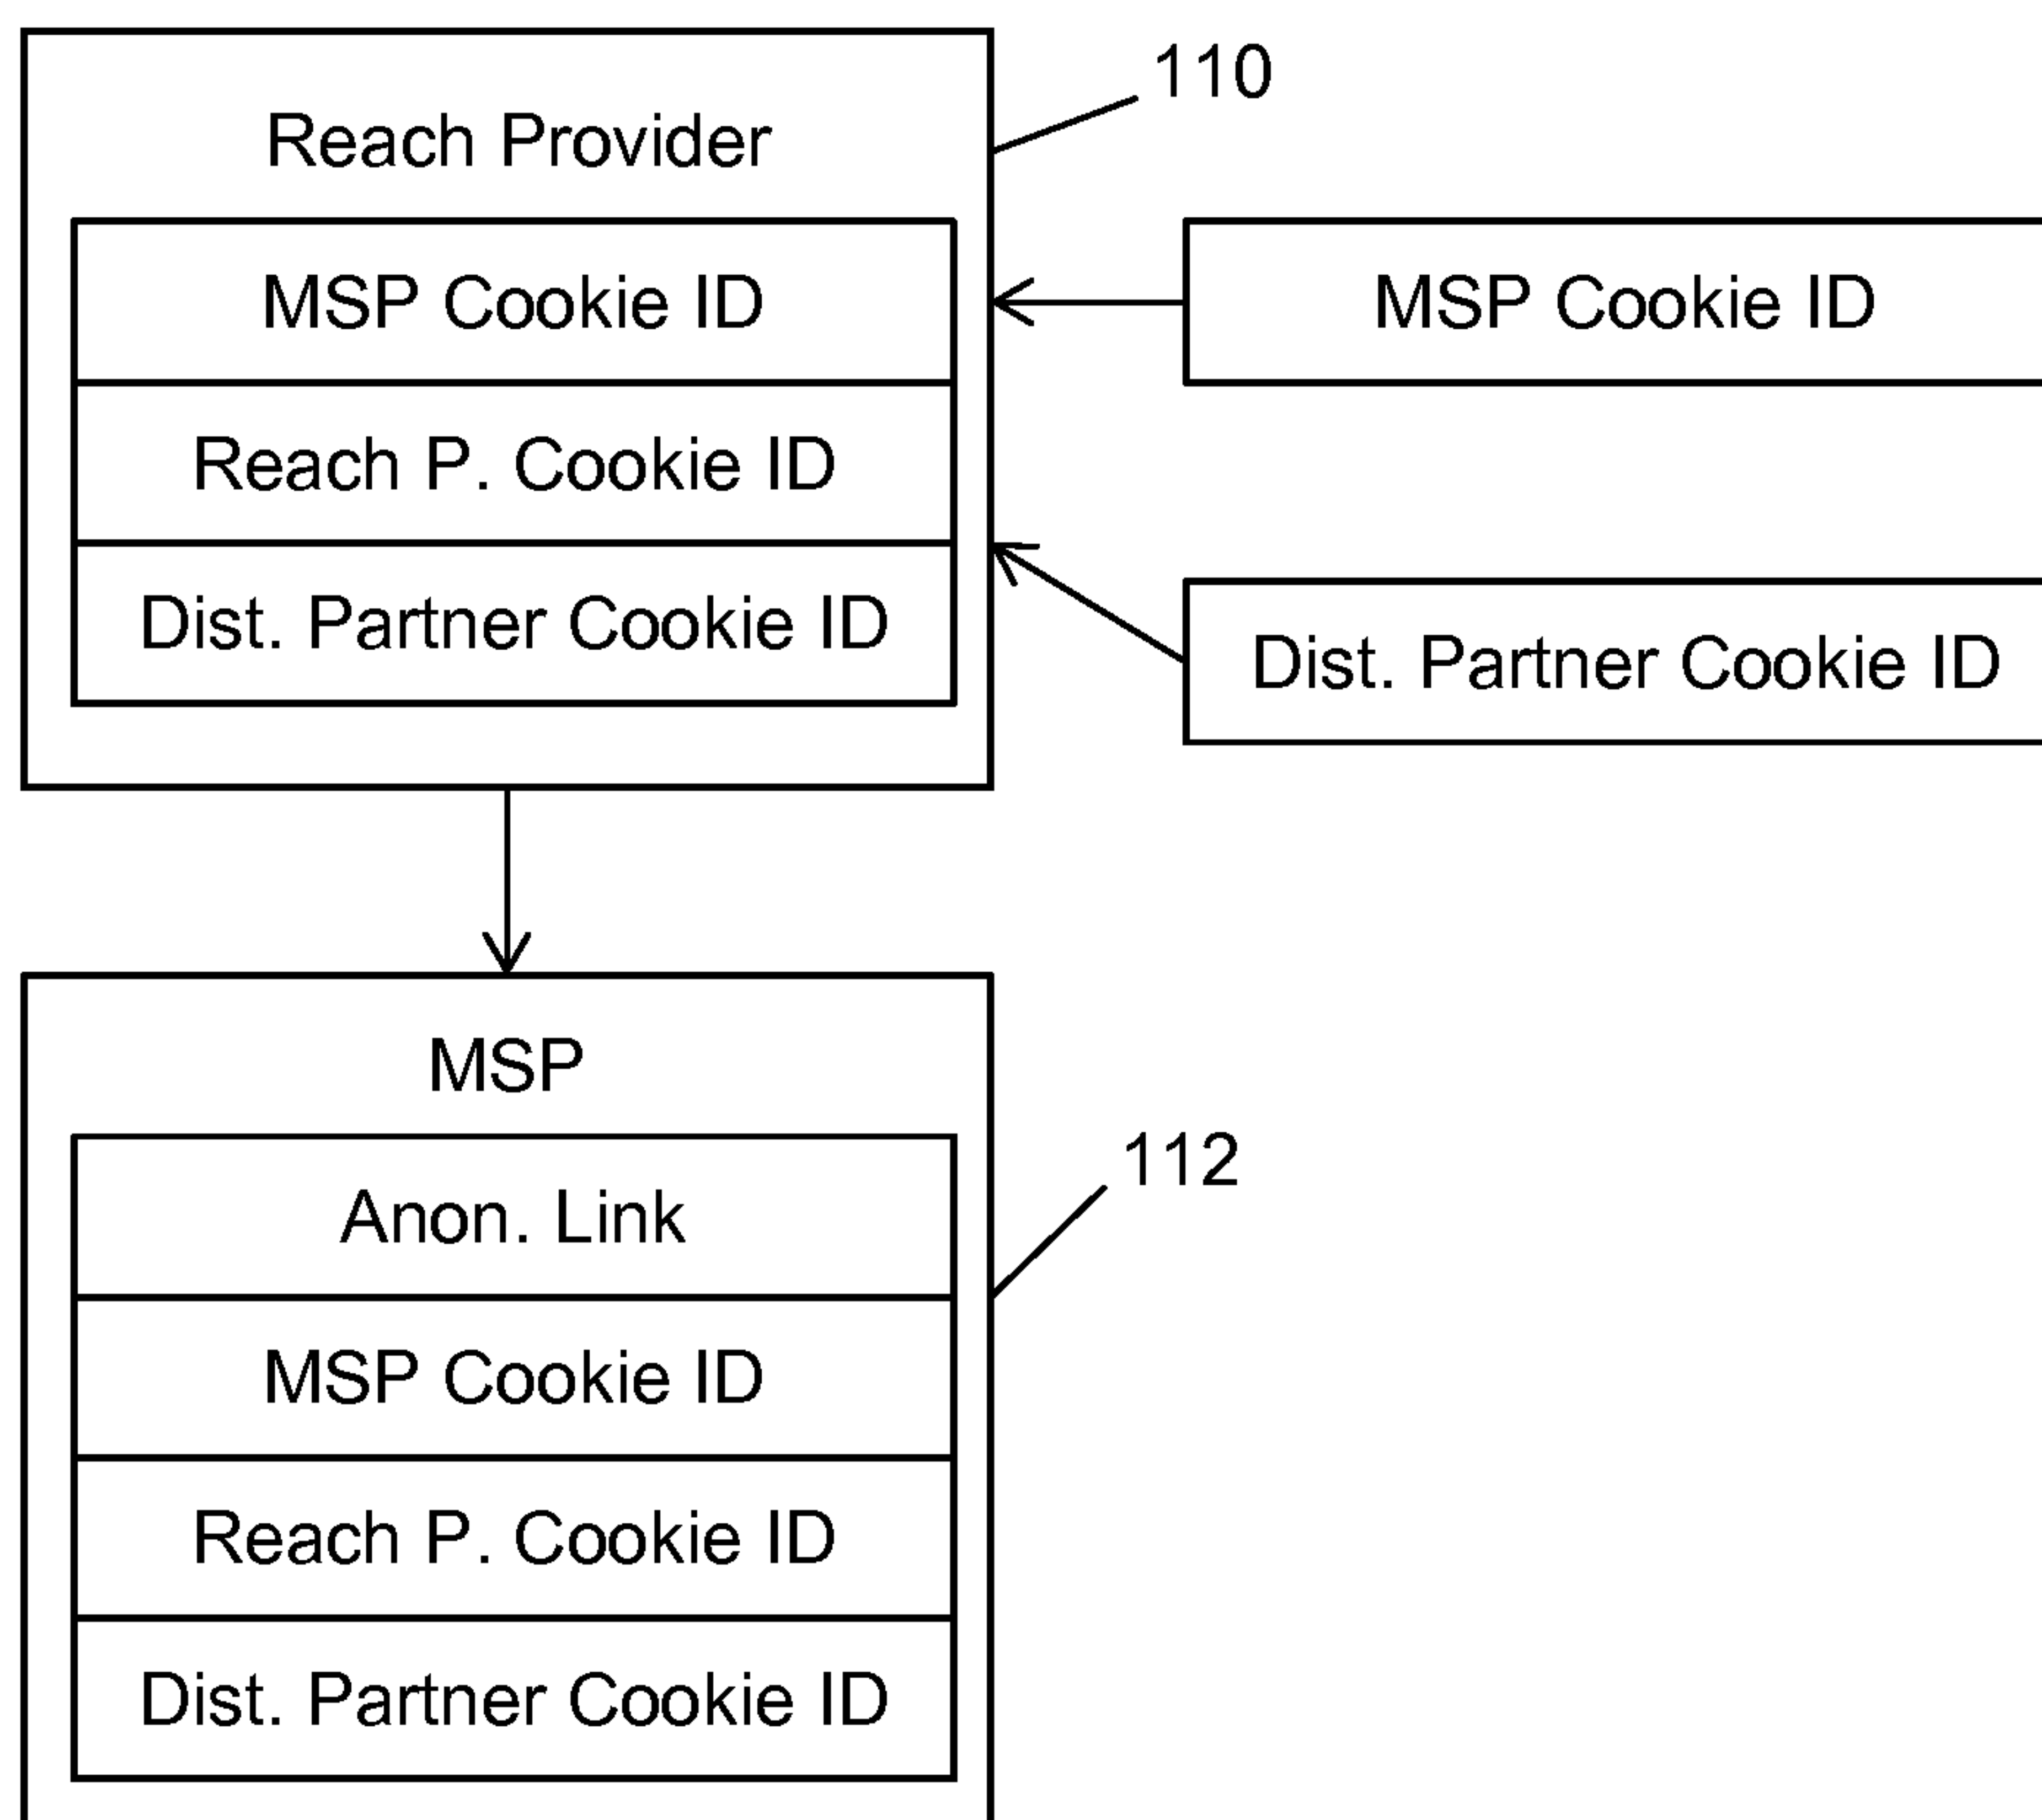 110
Reach Provider
MSP Cookie ID
Reach P. Cookie ID
Dist. Partner Cookie ID
MSP Cookie ID
Dist. Partner Cookie ID
MSP
112
Anon. Link
MSP Cookie ID
Reach P. Cookie ID
Dist. Partner Cookie ID